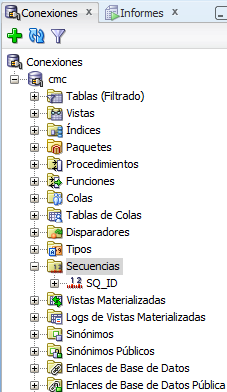 Conexiones x Informes x
Conexiones
cmc
Tablas (Filtrado)
Vistas
Índices
Paquetes
Procedimientos
Funciones
Colas
Tablas de Colas
Disparadores
Tipos
Secuencias
SQ_ID
Vistas Materializadas
Logs de Vistas Materializadas
Sinónimos
Sinónimos Públicos
Enlaces de Base de Datos
Enlaces de Base de Datos Pública